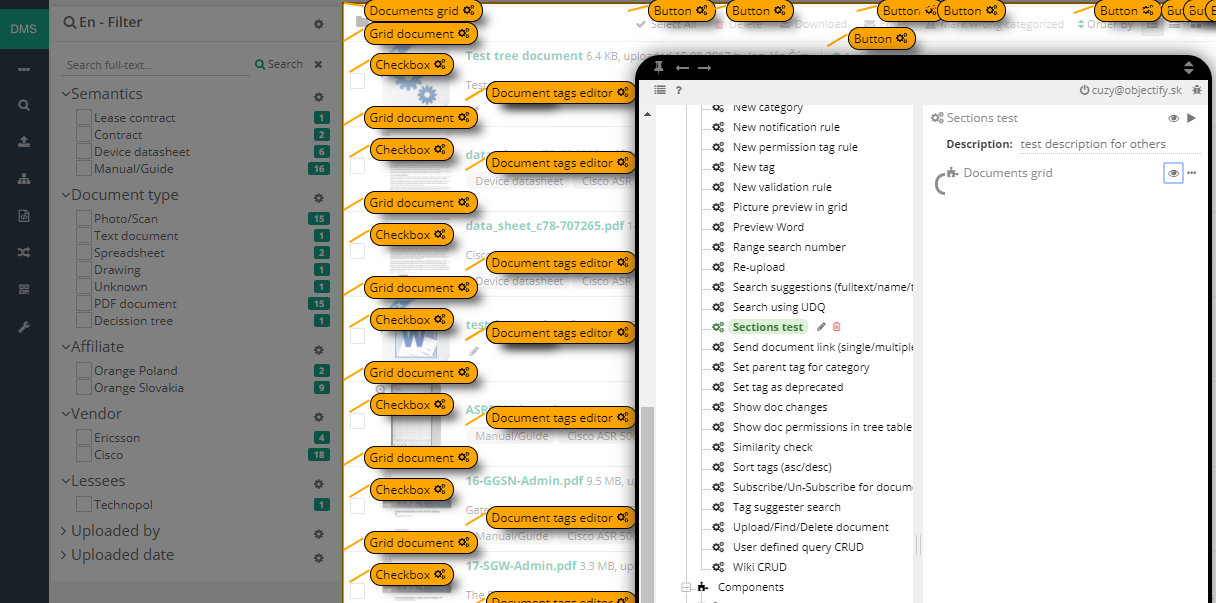 DMS
En - Filter
Search full-text...
Search
Semantics
Lease contract 1
Contract 2
Device datasheet 6
Manual/Guide 16
Document type
Photo/Scan 15
Text document 1
Spreadsheet 2
Drawing 1
Unknown 1
PDF document 15
Decission tree 1
Affiliate
Orange Poland 2
Orange Slovakia 9
Vendor
Ericsson 4
Cisco 18
Lessees
Technopol 1
Uploaded by
Uploaded date
Documents grid
Button
Button
Button
Button
Button
Select All
Delete
Download
wrong categorized
Order By
Grid document
Button
Test tree document 6.4 KB, uploaded 15.08.2017 by
Checkbox
Test
Document tags editor
Grid document
Checkbox
Document tags editor
Device datasheet Cisco ASR
Grid document
data_sheet_c78-707265.pdf
Checkbox
Document tags editor
Device datasheet Cisco ASR
Grid document
Checkbox
Document tags editor
Grid document
Checkbox
Document tags editor
Manual/Guide Cisco ASR 500
Grid document
16-GGSN-Admin.pdf 9.5 MB,
Checkbox
Document tags editor
Manual/Guide Cisco ASR
Grid document
17-SGW-Admin.pdf 3.3 MB,
Checkbox
Document tags editor
?
cuzy@objectify.sk
New category
New notification rule
New permission tag rule
New tag
New validation rule
Picture preview in grid
Preview Word
Range search number
Re-upload
Search suggestions (fulltext/name/t
Search using UDQ
Sections test
Send document link (single/multiple
Set parent tag for category
Set tag as deprecated
Show doc changes
Show doc permissions in tree table
Similarity check
Sort tags (asc/desc)
Subscribe/Un-Subscribe for docum
Tag suggester search
Upload/Find/Delete document
User defined query CRUD
Wiki CRUD
Components
Sections test
Description: test description for others
Documents grid